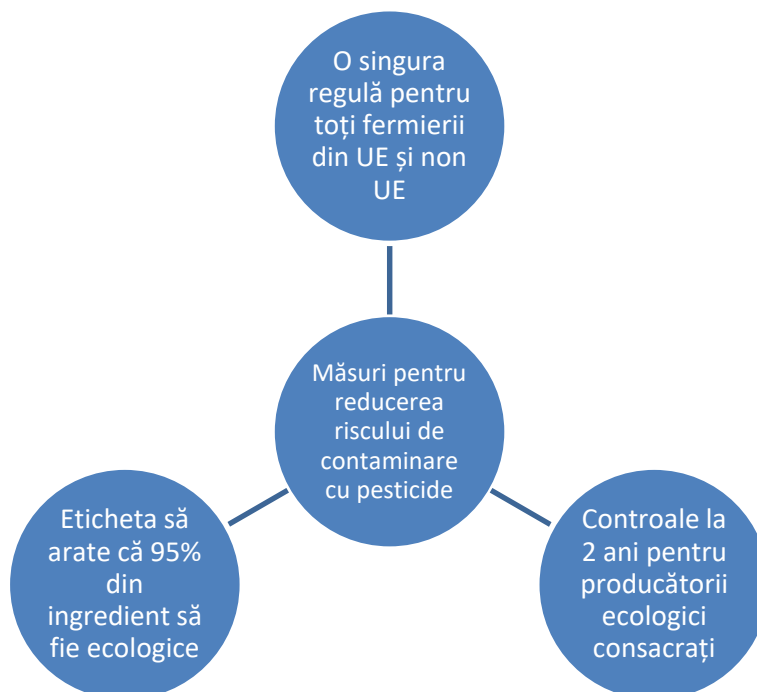 O singura
regulă pentru
toți fermierii
din UE și non
UE
Măsuri pentru
reducerea
riscului de
contaminare
cu pesticide
Eticheta să
arate că 95%
din
ingredient să
fie ecologice
Controale la
2 ani pentru
producătorii
ecologici
consacrați